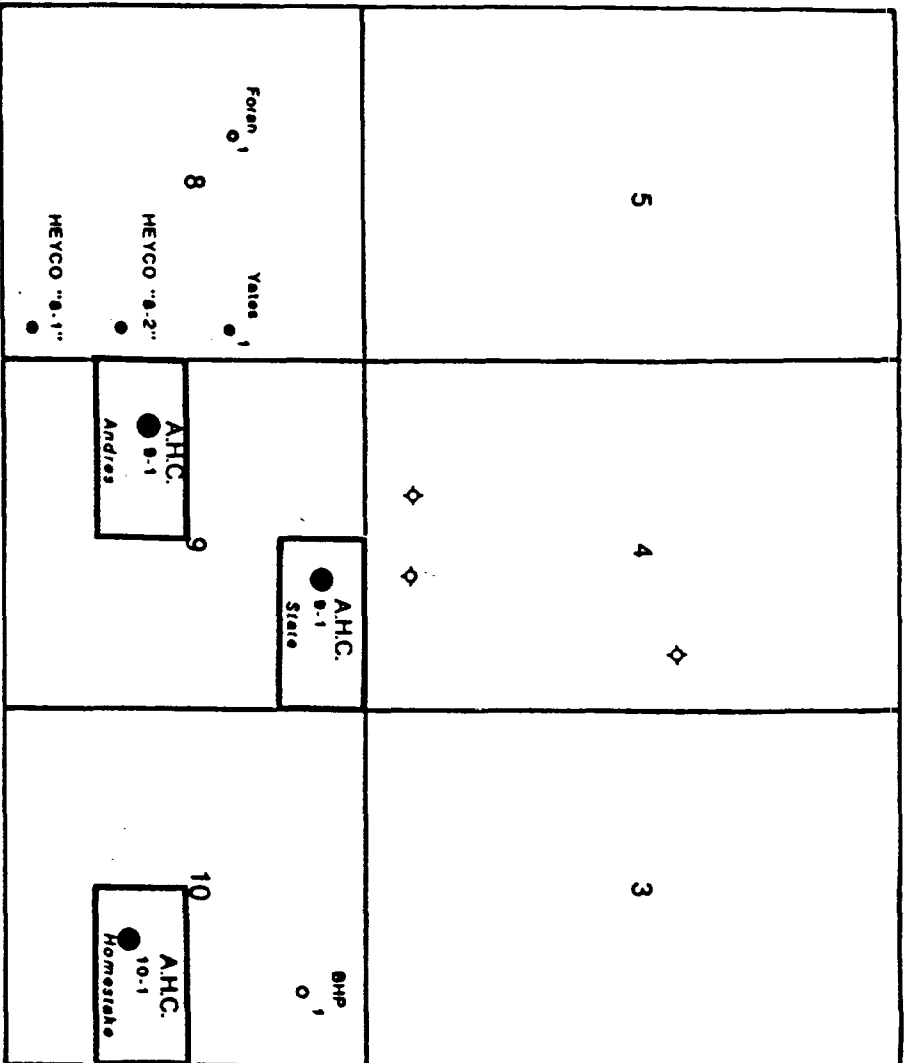 5
4
3
Foran
1
Yates
1
8
HEYCO "8-2"
HEYCO "8-1"
A.H.C.
9-1
State
9
A.H.C.
9-1
Andres
BHP
1
10
A.H.C.
10-1
Homestake